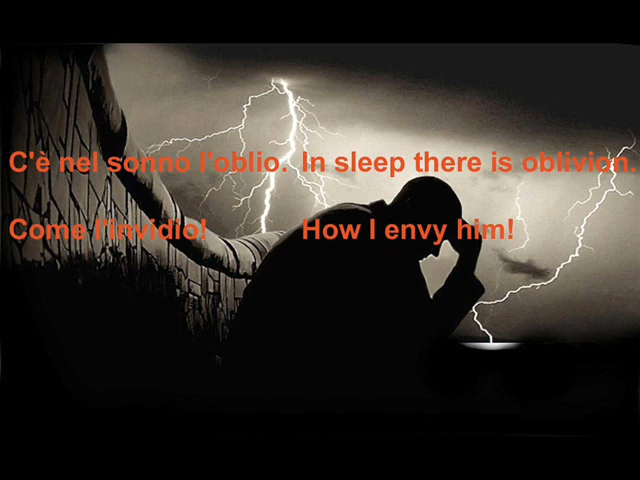 C'è nel sonno l'oblio. In sleep there is oblivion.
Come l'invidio! How I envy him!